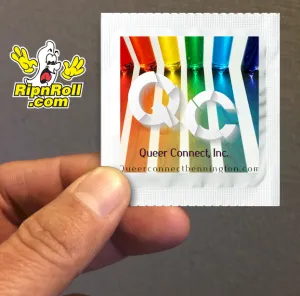 RipnRoll
.com
QC
Queer Connect, Inc.
Queerconnectbennington.com